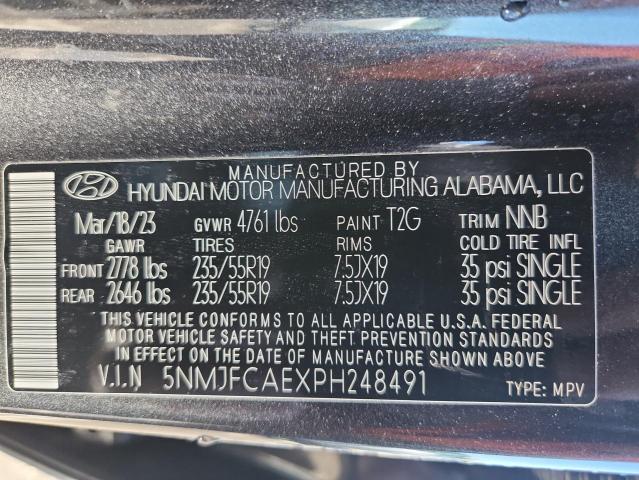 MANUFACTURED BY
HYUNDAI MOTOR MANUFACTURING ALABAMA, LLC
Mar/18/23 GVWR 4761 lbs PAINT T2G TRIM NNB
GAWR TIRES RIMS COLD TIRE INFL
FRONT 2778 lbs 235/55R19 7.5JX19 35 psi SINGLE
REAR 2646 lbs 235/55R19 7.5JX19 35 psi SINGLE
THIS VEHICLE CONFORMS TO ALL APPLICABLE U.S.A. FEDERAL
MOTOR VEHICLE SAFETY AND THEFT PREVENTION STANDARDS
IN EFFECT ON THE DATE OF MANUFACTURE SHOWN ABOVE.
V.I.N 5NMJFCAEXPH248491 TYPE: MPV